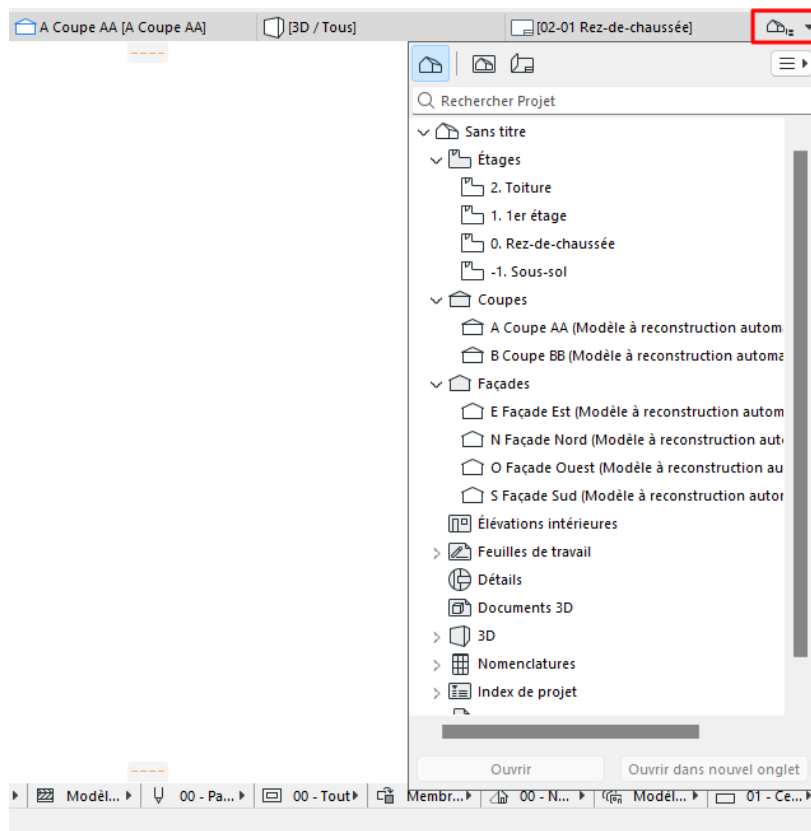 A Coupe AA [A Coupe AA]
[3D / Tous]
[02-01 Rez-de-chaussée]
Rechercher Projet
Sans titre
Étages
2. Toiture
1. 1er étage
0. Rez-de-chaussée
-1. Sous-sol
Coupes
A Coupe AA (Modèle à reconstruction autom
B Coupe BB (Modèle à reconstruction automa
Façades
E Façade Est (Modèle à reconstruction autom
N Façade Nord (Modèle à reconstruction aut
O Façade Ouest (Modèle à reconstruction au
S Façade Sud (Modèle à reconstruction autor
Élévations intérieures
Feuilles de travail
Détails
Documents 3D
3D
Nomenclatures
Index de projet
Ouvrir
Ouvrir dans nouvel onglet
Modèl...
00 - Pa...
00 - Tout
Membr...
00 - N...
Modèl...
01 - Ce...